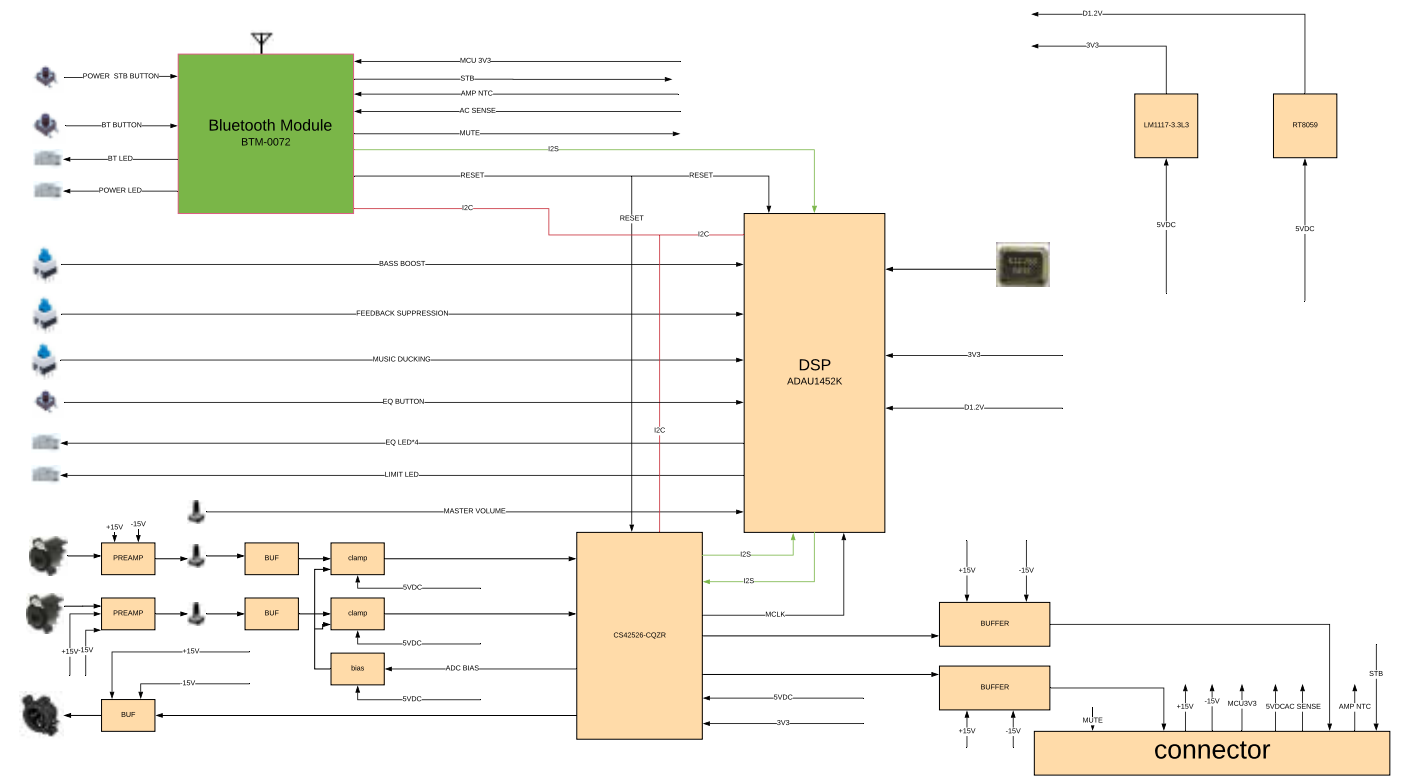 D1.2V
3V3
MCU 3V3
POWER STB BUTTON
STB
AMP NTC
AC SENSE
BT BUTTON
Bluetooth Module
BTM-0072
MUTE
LM1117-3.3L3
RT8059
I2S
BT LED
RESET
RESET
POWER LED
I2C
RESET
5VDC
5VDC
I2C
BASS BOOST
FEEDBACK SUPPRESSION
MUSIC DUCKING
3V3
DSP
ADAU1452K
EQ BUTTON
D1.2V
I2C
EQ LED*4
LIMIT LED
MASTER VOLUME
+15V
-15V
PREAMP
BUF
clamp
I2S
+15V
-15V
I2S
5VDC
PREAMP
BUF
clamp
MCLK
BUFFER
CS42526-CQZR
5VDC
+15V
-15V
+15V
bias
ADC BIAS
STB
-15V
BUFFER
5VDC
5VDC
+15V
-15V
MCU3V3
5VDC
AC SENSE
AMP NTC
BUF
3V3
MUTE
+15V
-15V
connector